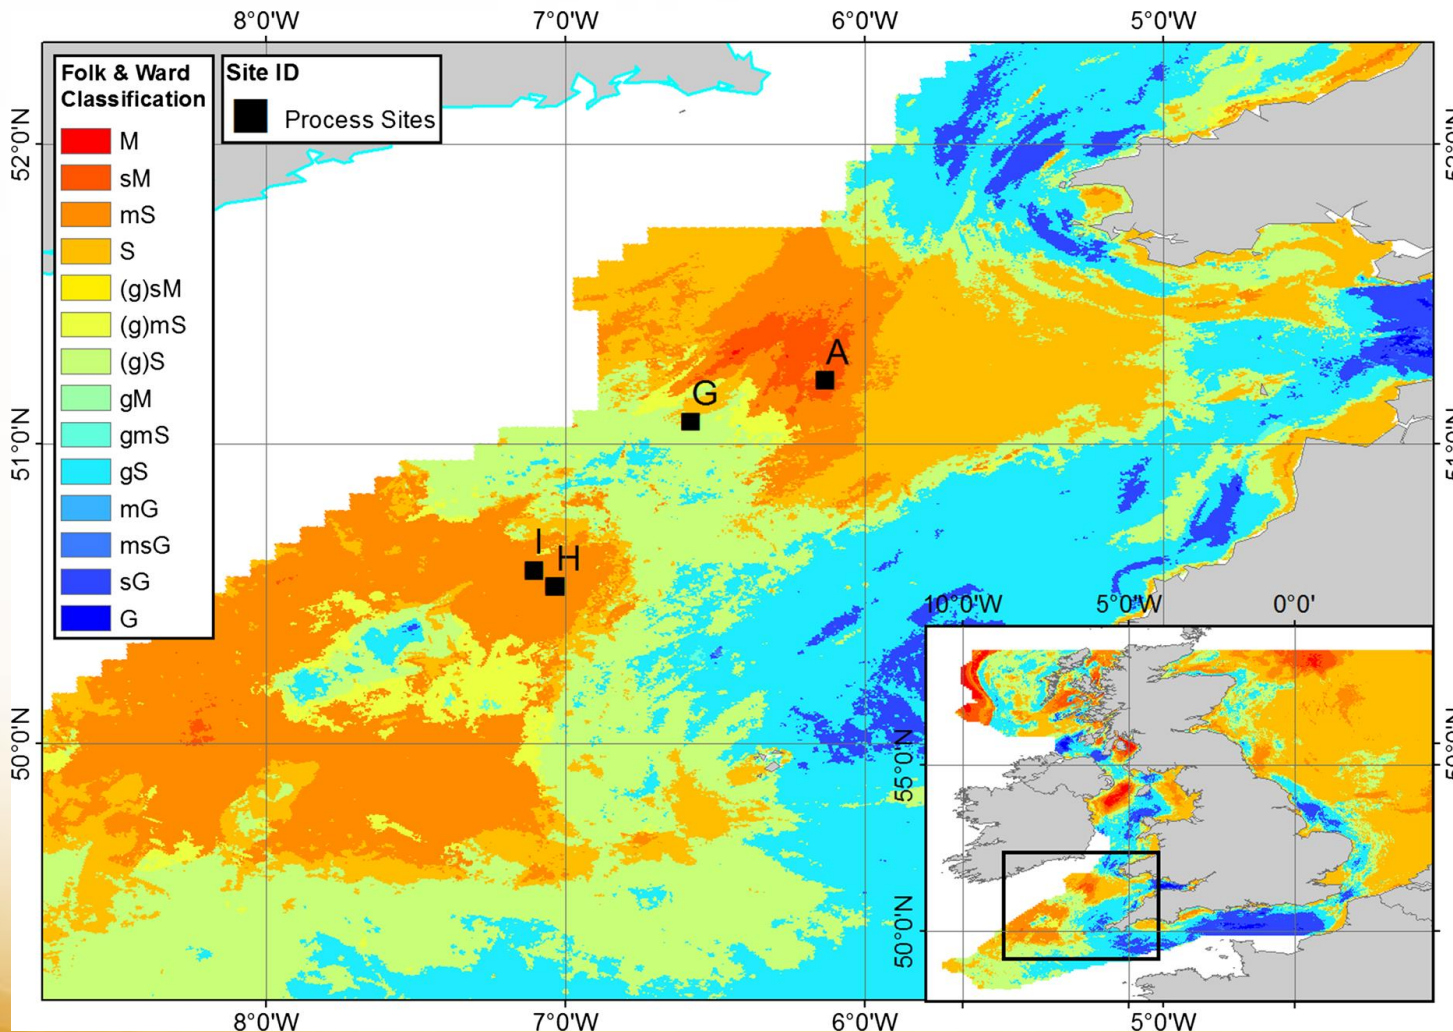 8°0'W 7°0'W 6°0'W 5°0'W
Folk & Ward
Classification
M
sM
mS
S
(g)sM
(g)mS
(g)S
gM
gmS
gS
mG
msG
sG
G
Site ID
Process Sites
52°0'N
51°0'N
50°0'N
A
G
I
H
10°0'W 5°0'W 0°0'
55°0'N
50°0'N
8°0'W 7°0'W 6°0'W 5°0'W